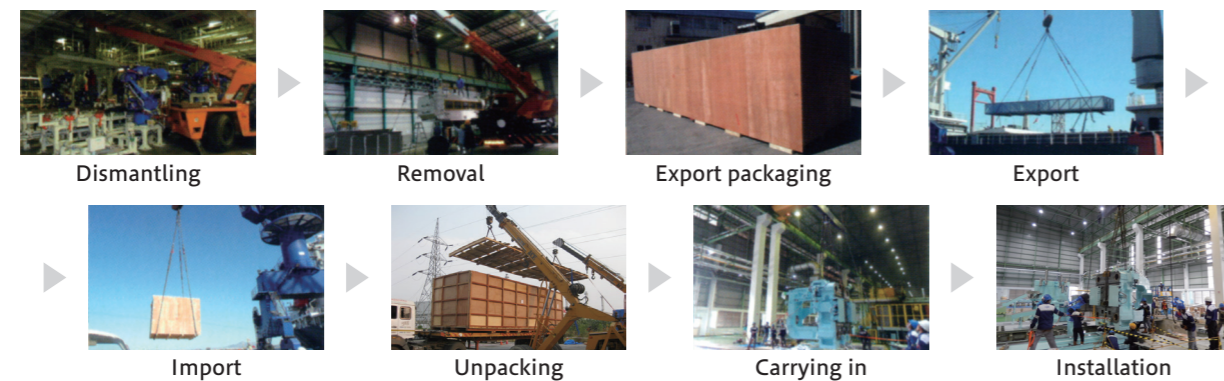 Dismantling
Removal
Export packaging
Export
Import
Unpacking
Carrying in
Installation